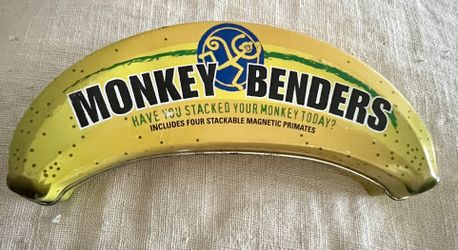 MONKEY BENDERS
HAVE YOU STACKED YOUR MONKEY TODAY?
INCLUDES FOUR STACKABLE MAGNETIC PRIMATES